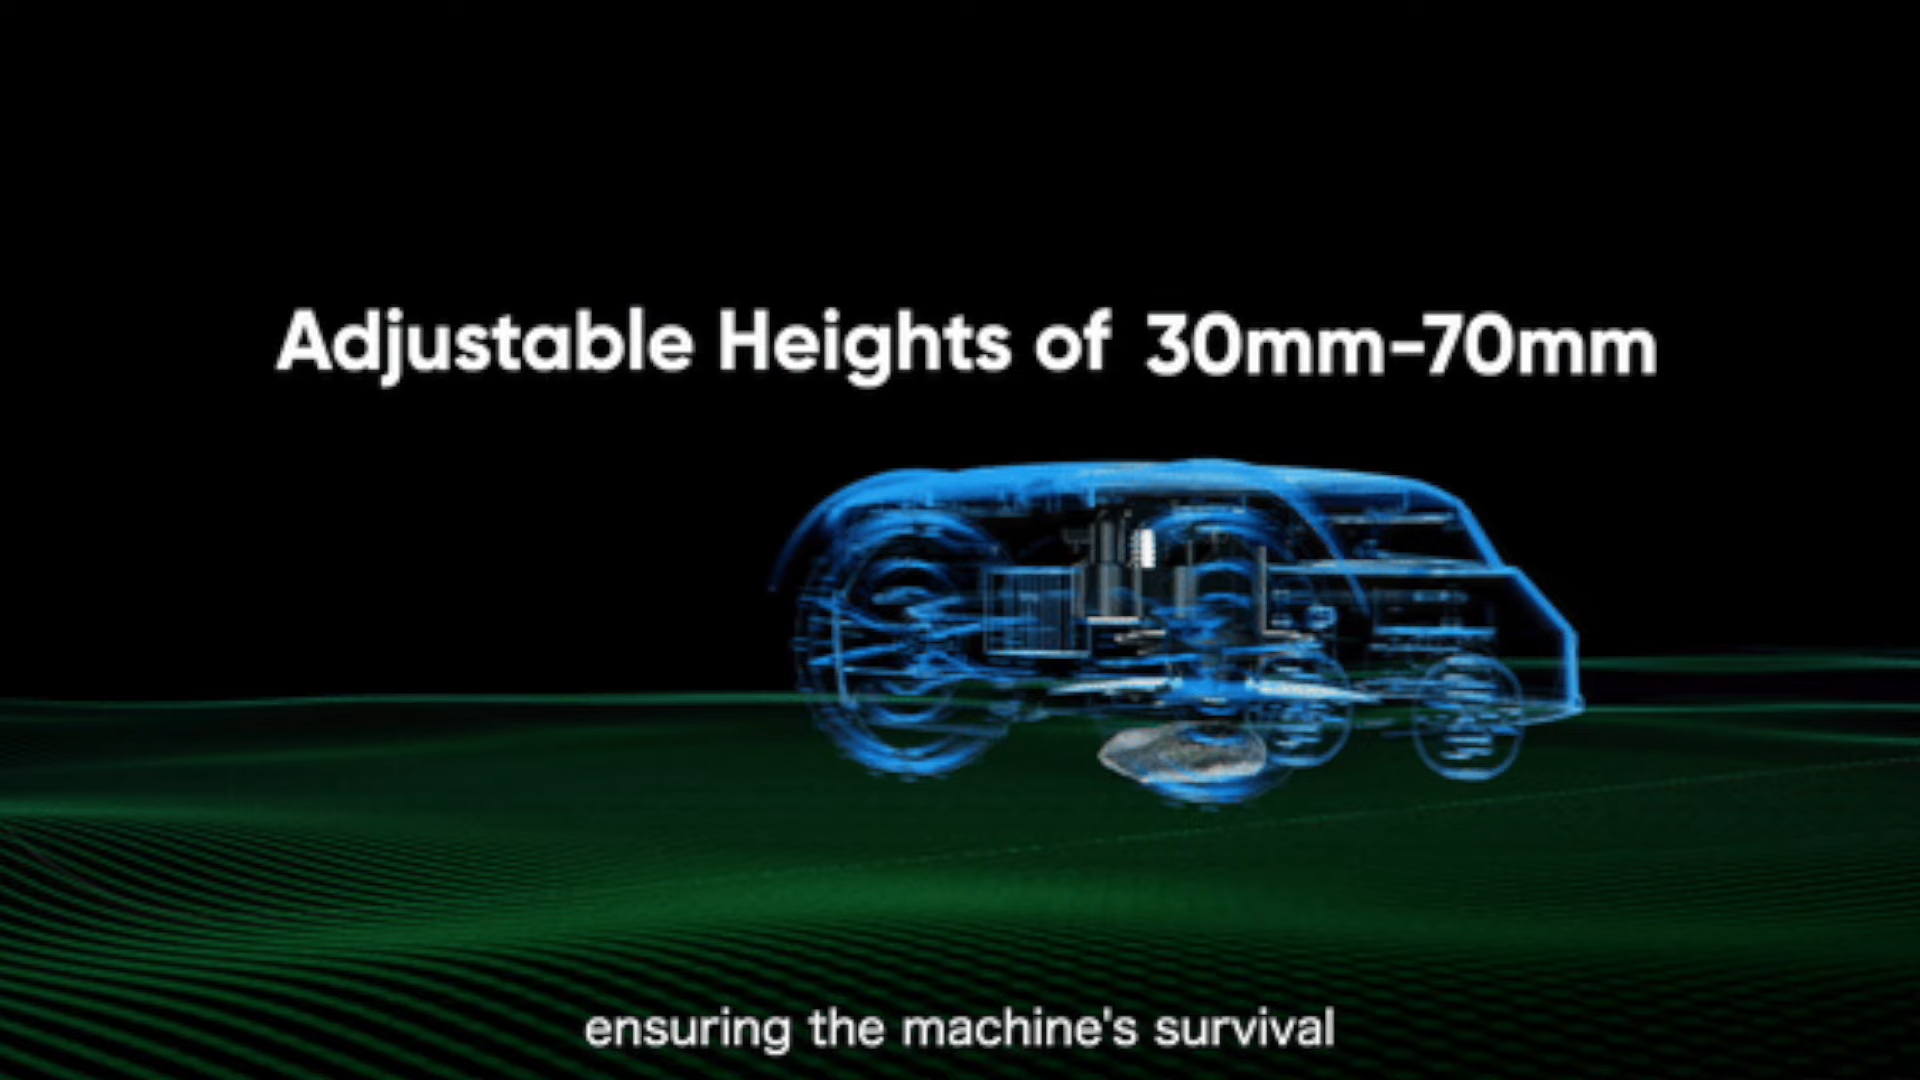 Adjustable Heights of 30mm-70mm
ensuring the machine's survival